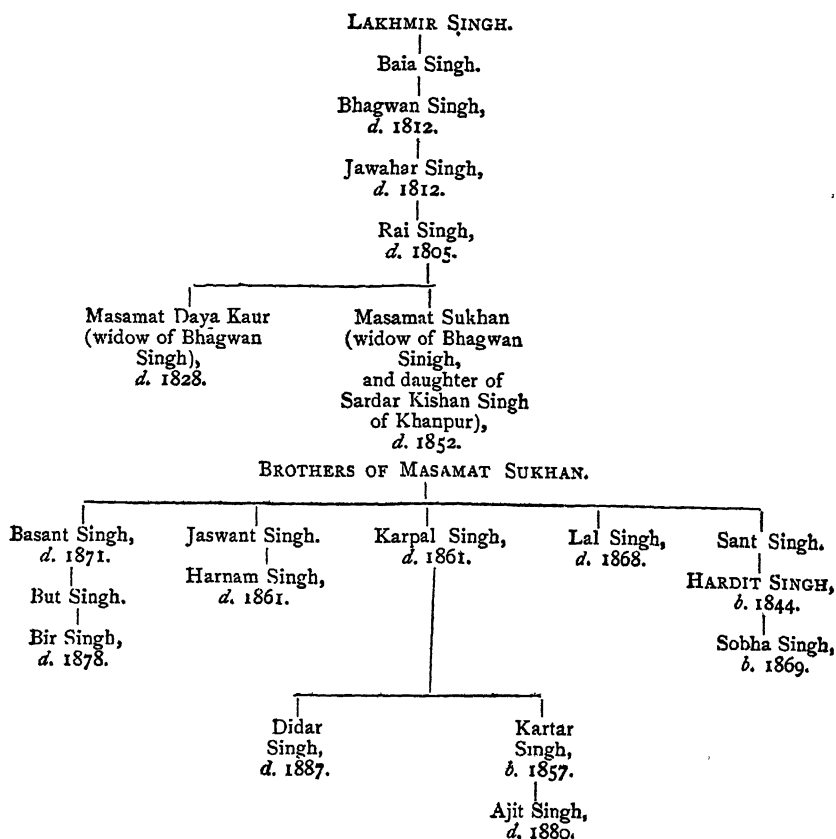 LAKHMIR SINGH.
Baia Singh.
Bhagwan Singh,
d. 1812.
Jawahar Singh,
d. 1812.
Rai Singh,
d. 1805.
Masamat Daya Kaur
(widow of Bhagwan
Singh),
d. 1828.
Masamat Sukhan
(widow of Bhagwan
Sinigh,
and daughter of
Sardar Kishan Singh
of Khanpur),
d. 1852.
BROTHERS OF MASAMAT SUKHAN.
Basant Singh,
d. 1871.
But Singh.
Bir Singh,
d. 1878.
Jaswant Singh.
Harnam Singh,
d. 1861.
Karpal Singh,
d. 1861.
Lal Singh,
d. 1868.
Sant Singh.
HARDIT SINGH,
b. 1844.
Sobha Singh,
b. 1869.
Didar
Singh,
d. 1887.
Kartar
Singh,
b. 1857.
Ajit Singh,
d. 1880.